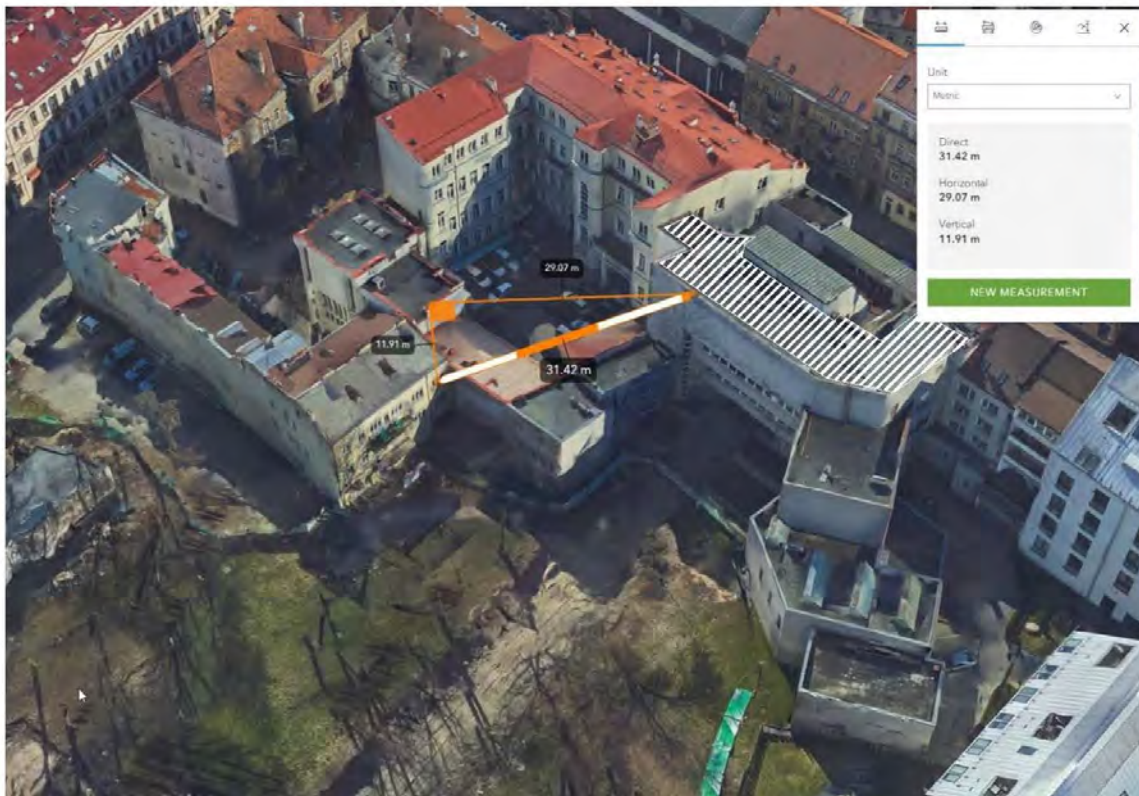 Unit
Metric
Direct
31.42 m
Horizontal
29.07 m
Vertical
11.91 m
NEW MEASUREMENT
29.07 m
11.91 m
31.42 m